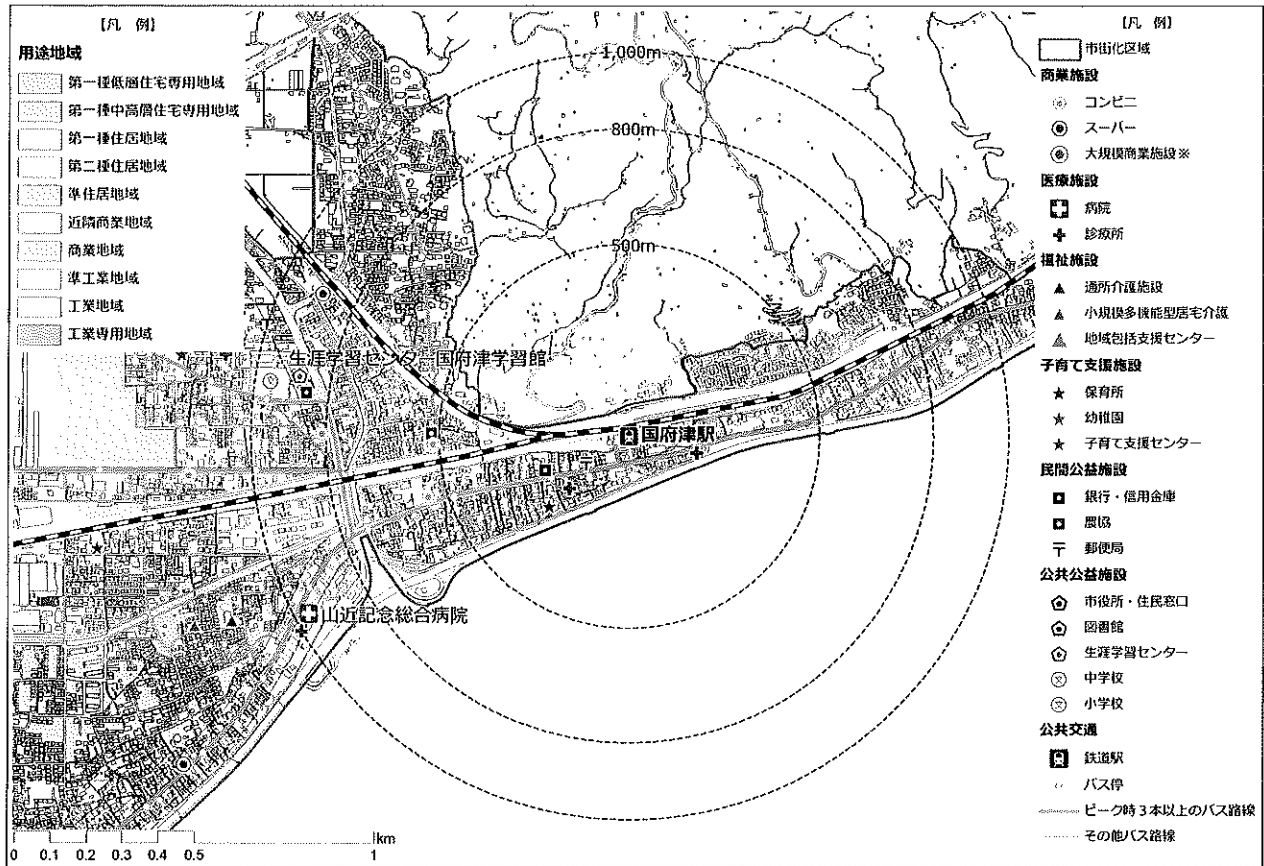 【凡 例】
用途地域
第一種低層住宅専用地域
第一種中高層住宅専用地域
第一種住居地域
第二種住居地域
準住居地域
近隣商業地域
商業地域
準工業地域
工業地域
工業専用地域
1,000m
800m
500m
生涯学習センター国府津学習館
国府津駅
山近記念総合病院
0 0.1 0.2 0.3 0.4 0.5 1
km
【凡 例】
市街化区域
商業施設
コンビニ
スーパー
大規模商業施設※
医療施設
病院
診療所
福祉施設
通所介護施設
小規模多機能型居宅介護
地域包括支援センター
子育て支援施設
保育所
幼稚園
子育て支援センター
民間公益施設
銀行・信用金庫
農協
郵便局
公共公益施設
市役所・住民窓口
図書館
生涯学習センター
中学校
小学校
公共交通
鉄道駅
バス停
ピーク時3本以上のバス路線
その他バス路線